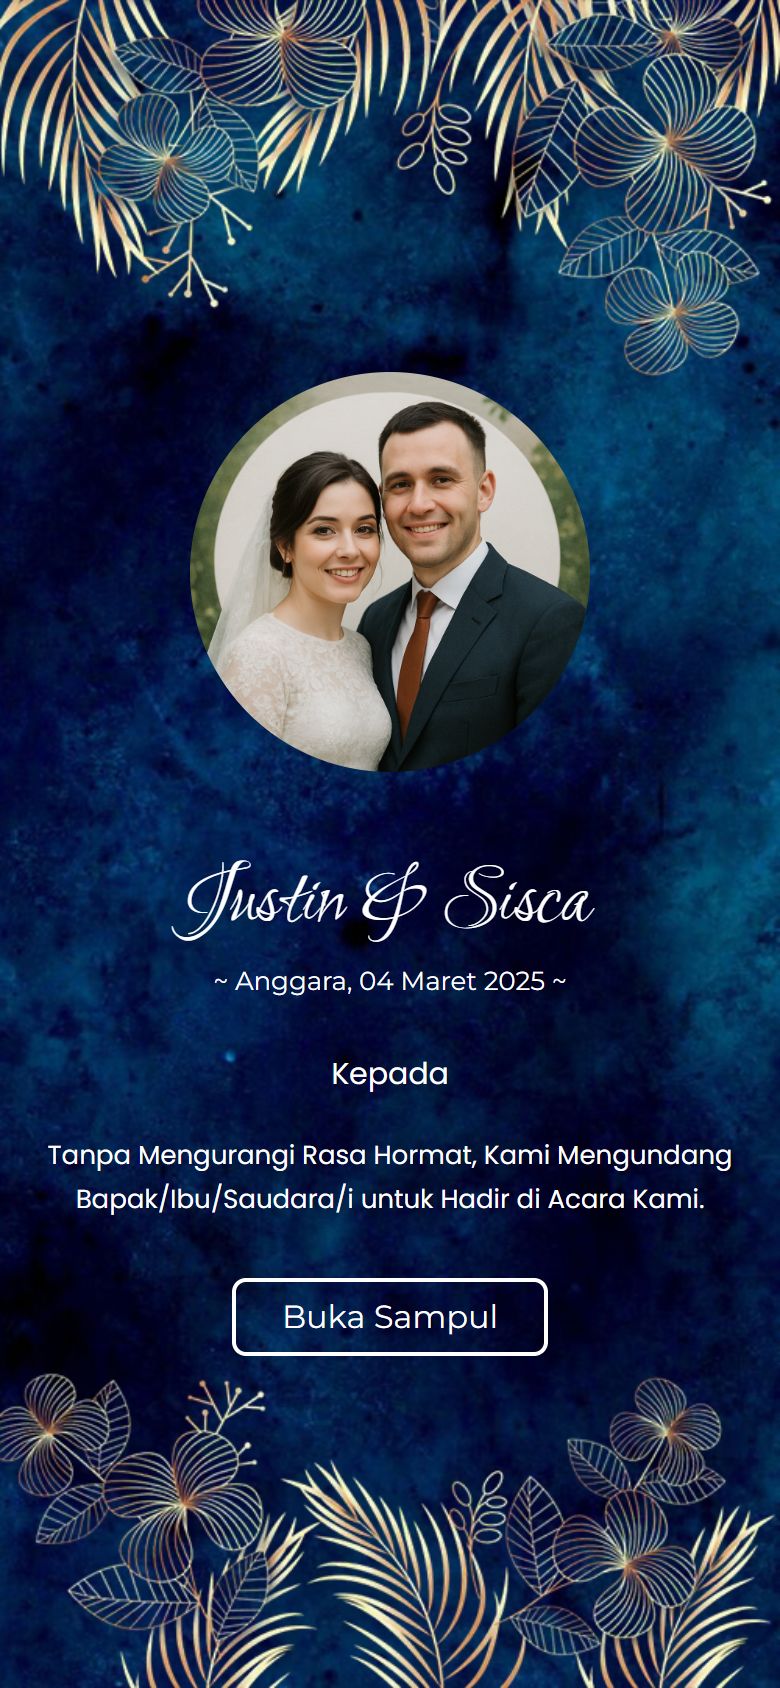 Justin & Sisca
~ Anggara, 04 Maret 2025 ~
Kepada
Tanpa Mengurangi Rasa Hormat, Kami Mengundang
Bapak/Ibu/Saudara/i untuk Hadir di Acara Kami.
Buka Sampul